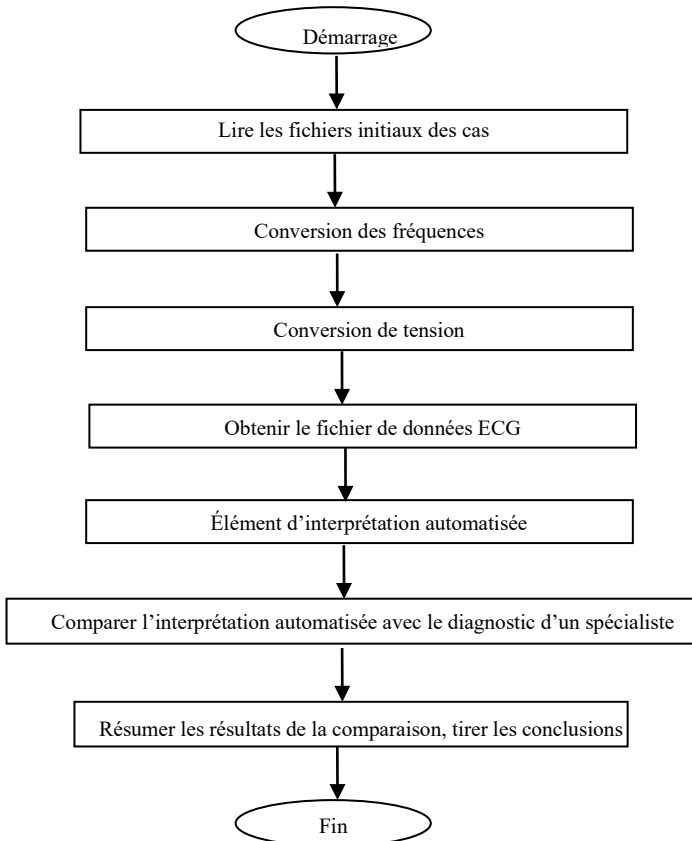 Démarrage
Lire les fichiers initiaux des cas
Conversion des fréquences
Conversion de tension
Obtenir le fichier de données ECG
Élément d’interprétation automatisée
Comparer l’interprétation automatisée avec le diagnostic d’un spécialiste
Résumer les résultats de la comparaison, tirer les conclusions
Fin